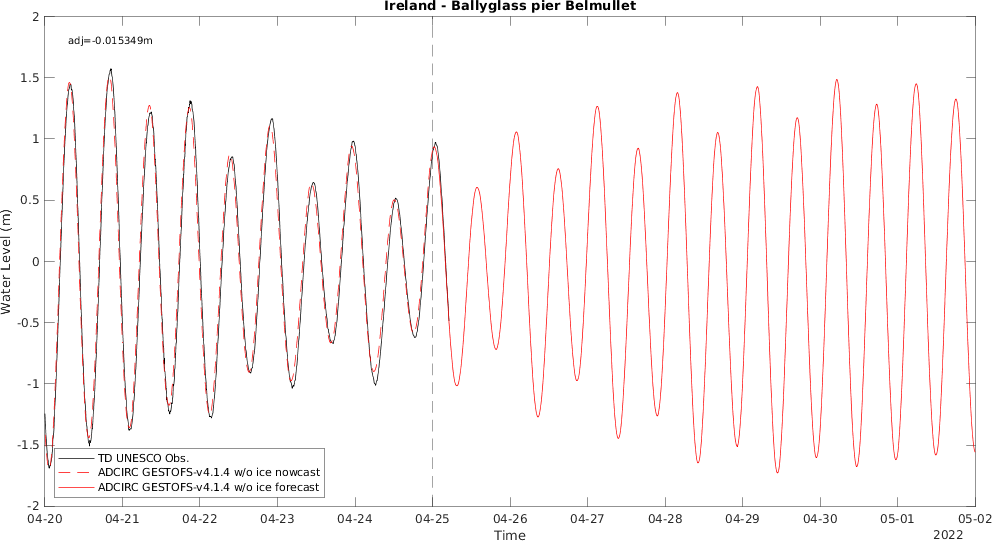 Ireland - Ballyglass pier Belmullet
adj=-0.015349m
Water Level (m)
2
1.5
1
0.5
0
-0.5
-1
-1.5
-2
TD UNESCO Obs.
ADCIRC GESTOFS-v4.1.4 w/o ice nowcast
ADCIRC GESTOFS-v4.1.4 w/o ice forecast
04-20 04-21 04-22 04-23 04-24 04-25 04-26 04-27 04-28 04-29 04-30 05-01 05-02
Time
2022